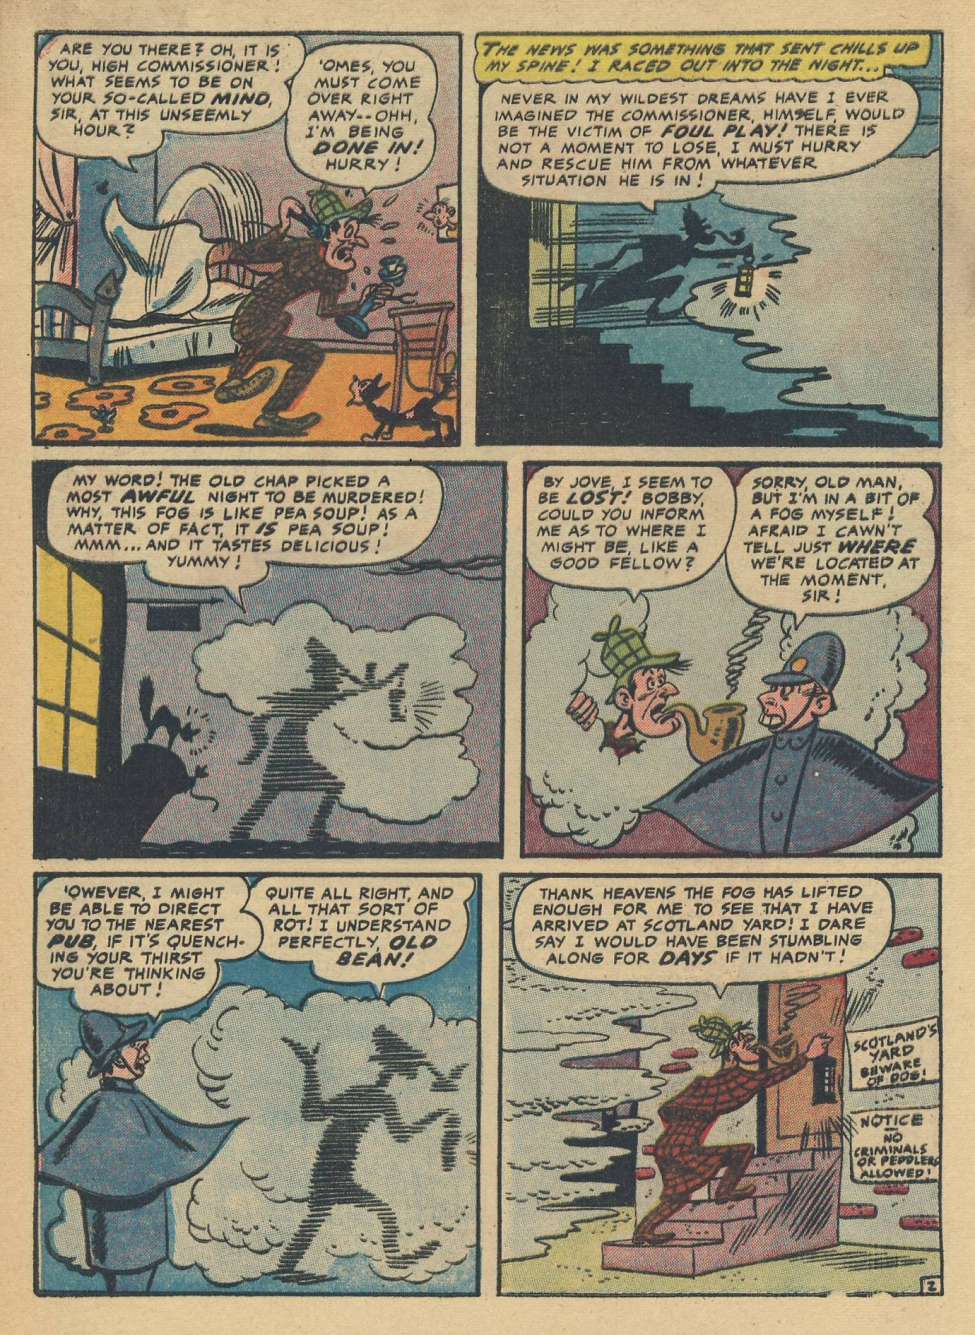 ARE YOU THERE? OH, IT IS
YOU, HIGH COMMISSIONER!
WHAT SEEMS TO BE ON
YOUR SO-CALLED MIND,
SIR, AT THIS UNSEEMLY
HOUR?
'OMES, YOU
MUST COME
OVER RIGHT
AWAY--OHH,
I'M BEING
DONE IN!
HURRY!
THE NEWS WAS SOMETHING THAT SENT CHILLS UP
MY SPINE! I RACED OUT INTO THE NIGHT...
NEVER IN MY WILDEST DREAMS HAVE I EVER
IMAGINED THE COMMISSIONER, HIMSELF, WOULD
BE THE VICTIM OF FOUL PLAY! THERE IS
NOT A MOMENT TO LOSE, I MUST HURRY
AND RESCUE HIM FROM WHATEVER
SITUATION HE IS IN!
MY WORD! THE OLD CHAP PICKED A
MOST AWFUL NIGHT TO BE MURDERED!
WHY, THIS FOG IS LIKE PEA SOUP! AS A
MATTER OF FACT, IT IS PEA SOUP!
MMM...AND IT TASTES DELICIOUS!
YUMMY!
BY JOVE, I SEEM TO
BE LOST! BOBBY,
COULD YOU INFORM
ME AS TO WHERE I
MIGHT BE, LIKE A
GOOD FELLOW?
SORRY, OLD MAN,
BUT I'M IN A BIT OF
A FOG MYSELF!
AFRAID I CAWN'T
TELL JUST WHERE
WE'RE LOCATED AT
THE MOMENT,
SIR!
'OWEVER, I MIGHT
BE ABLE TO DIRECT
YOU TO THE NEAREST
PUB, IF IT'S QUENCH-
ING YOUR THIRST
YOU'RE THINKING
ABOUT!
QUITE ALL RIGHT, AND
ALL THAT SORT OF
ROT! I UNDERSTAND
PERFECTLY, OLD
BEAN!
THANK HEAVENS THE FOG HAS LIFTED
ENOUGH FOR ME TO SEE THAT I HAVE
ARRIVED AT SCOTLAND YARD! I DARE
SAY I WOULD HAVE BEEN STUMBLING
ALONG FOR DAYS IF IT HADN'T!
SCOTLAND'S
YARD
BEWARE
OF DOG!
NOTICE
NO
CRIMINALS
OR PEDDLERS
ALLOWED!
2